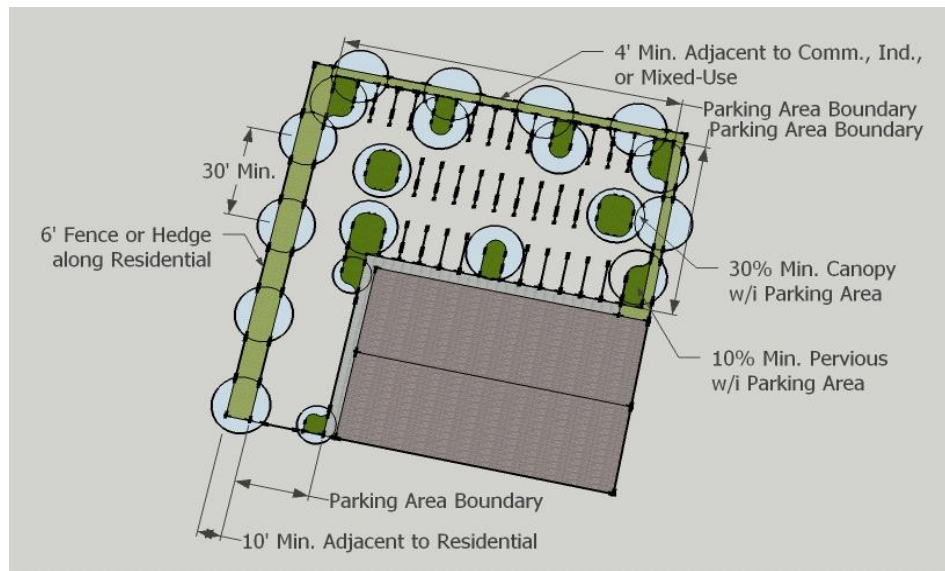 4' Min. Adjacent to Comm., Ind.,
or Mixed-Use
Parking Area Boundary
Parking Area Boundary
30' Min.
6' Fence or Hedge
along Residential
30% Min. Canopy
w/i Parking Area
10% Min. Pervious
w/i Parking Area
Parking Area Boundary
10' Min. Adjacent to Residential